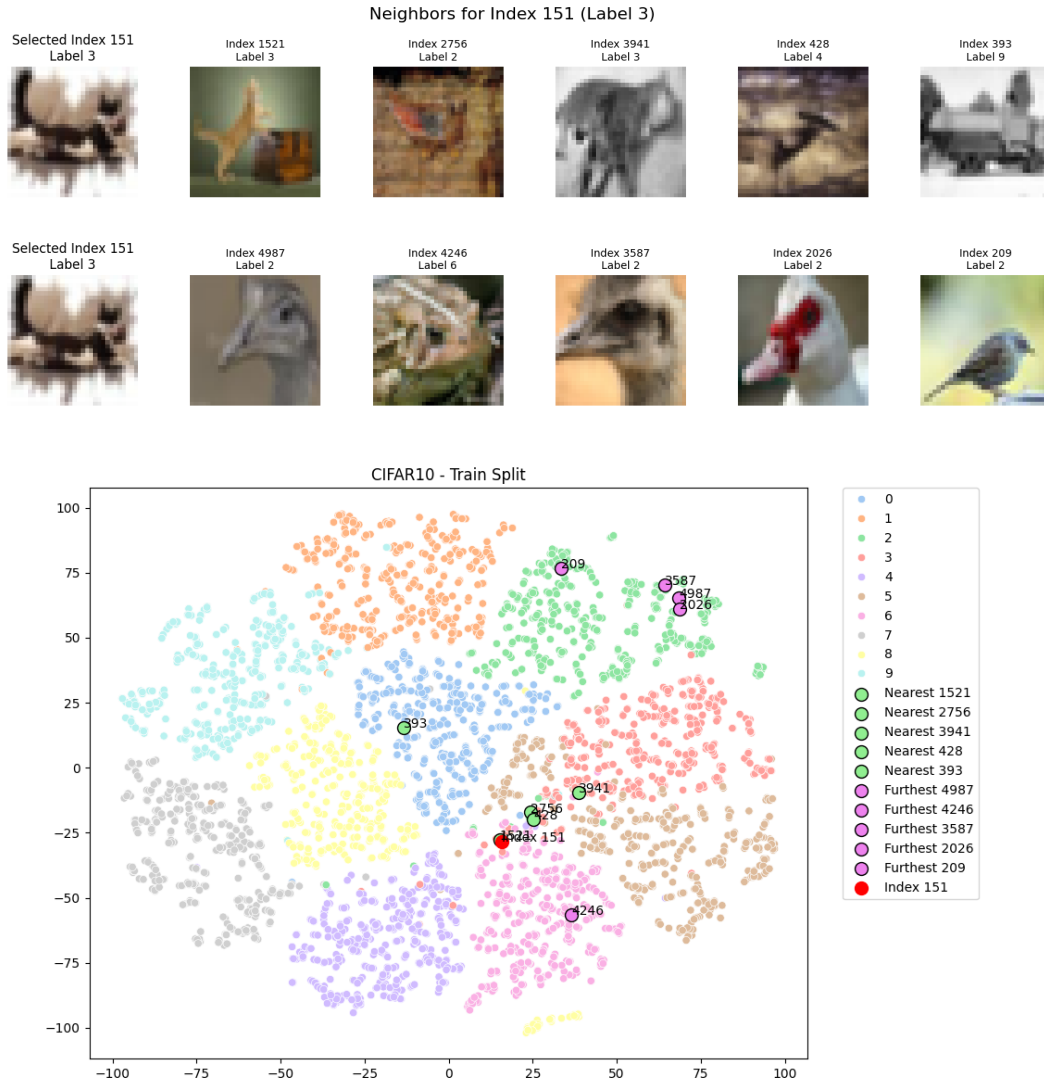 Neighbors for Index 151 (Label 3)
Selected Index 151
Label 3
Index 1521
Label 3
Index 2756
Label 2
Index 3941
Label 3
Index 428
Label 4
Index 393
Label 9
Selected Index 151
Label 3
Index 4987
Label 2
Index 4246
Label 6
Index 3587
Label 2
Index 2026
Label 2
Index 209
Label 2
CIFAR10 - Train Split
100
75
50
25
0
−25
−50
−75
−100
−100
−75
−50
−25
0
25
50
75
100
209
3587
4987
2026
393
3941
2756
428
1521
Index 151
4246
0
1
2
3
4
5
6
7
8
9
Nearest 1521
Nearest 2756
Nearest 3941
Nearest 428
Nearest 393
Furthest 4987
Furthest 4246
Furthest 3587
Furthest 2026
Furthest 209
Index 151